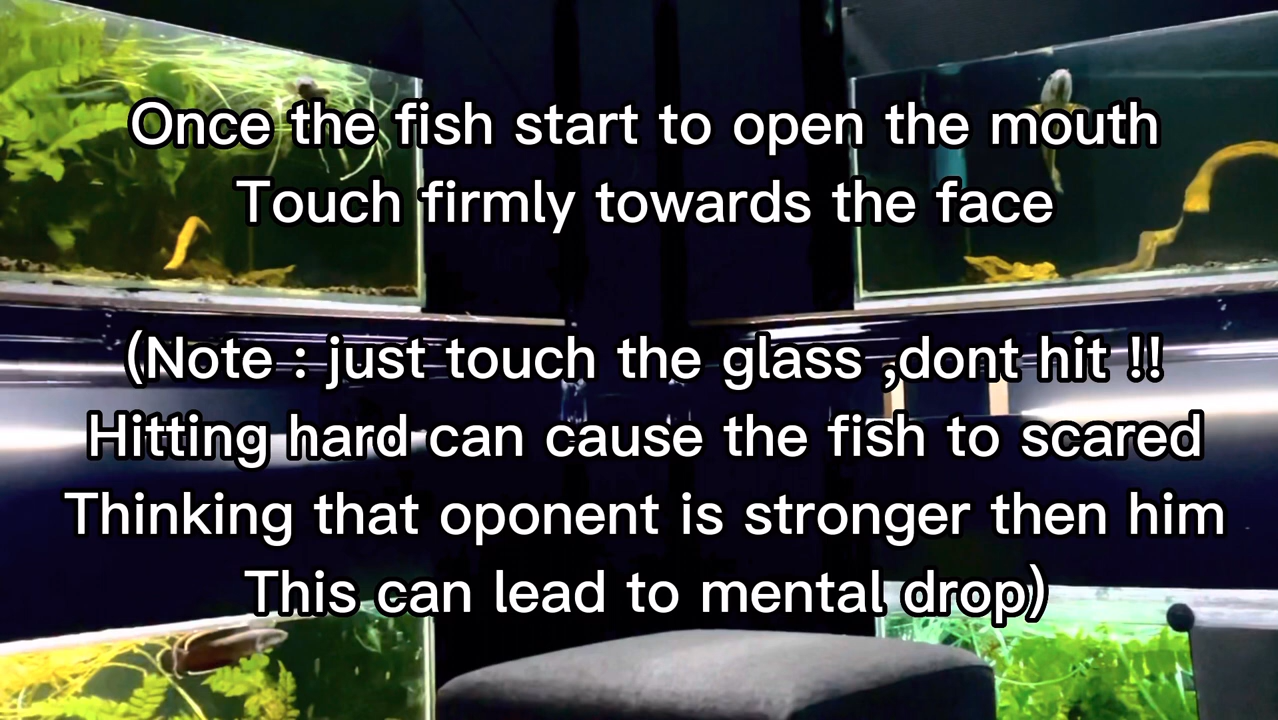 Once the fish start to open the mouth
Touch firmly towards the face
(Note : just touch the glass ,dont hit !!
Hitting hard can cause the fish to scared
Thinking that oponent is stronger then him
This can lead to mental drop)